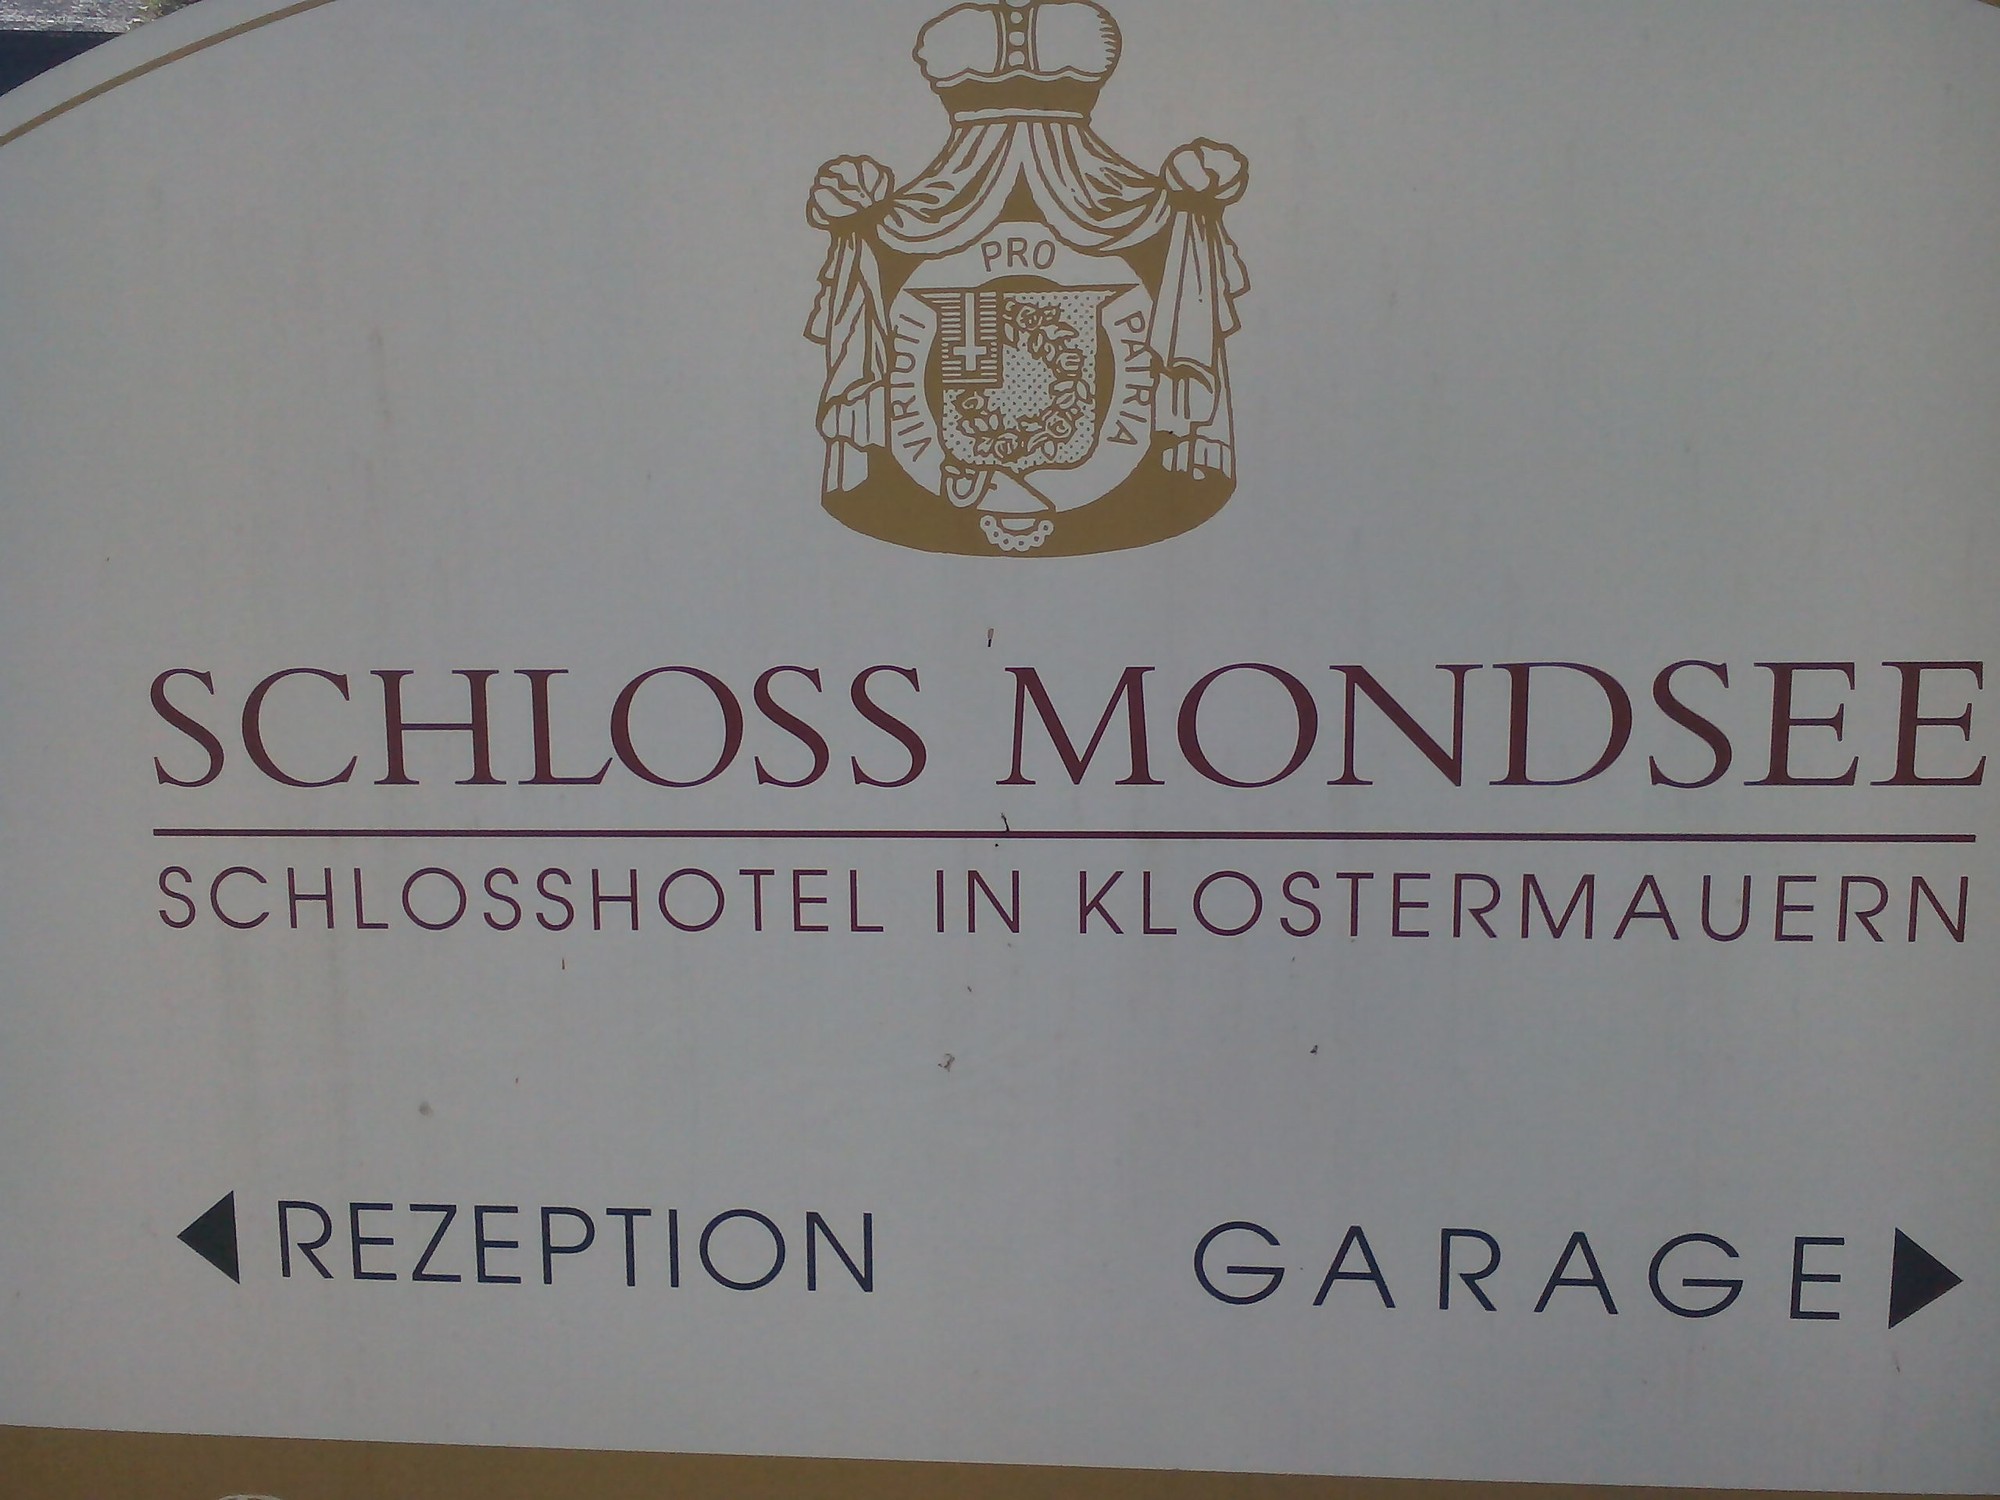 VIRTUTI PRO PATRIA
SCHLOSS MONDSEE
SCHLOSSHOTEL IN KLOSTERMAUERN
REZEPTION GARAGE